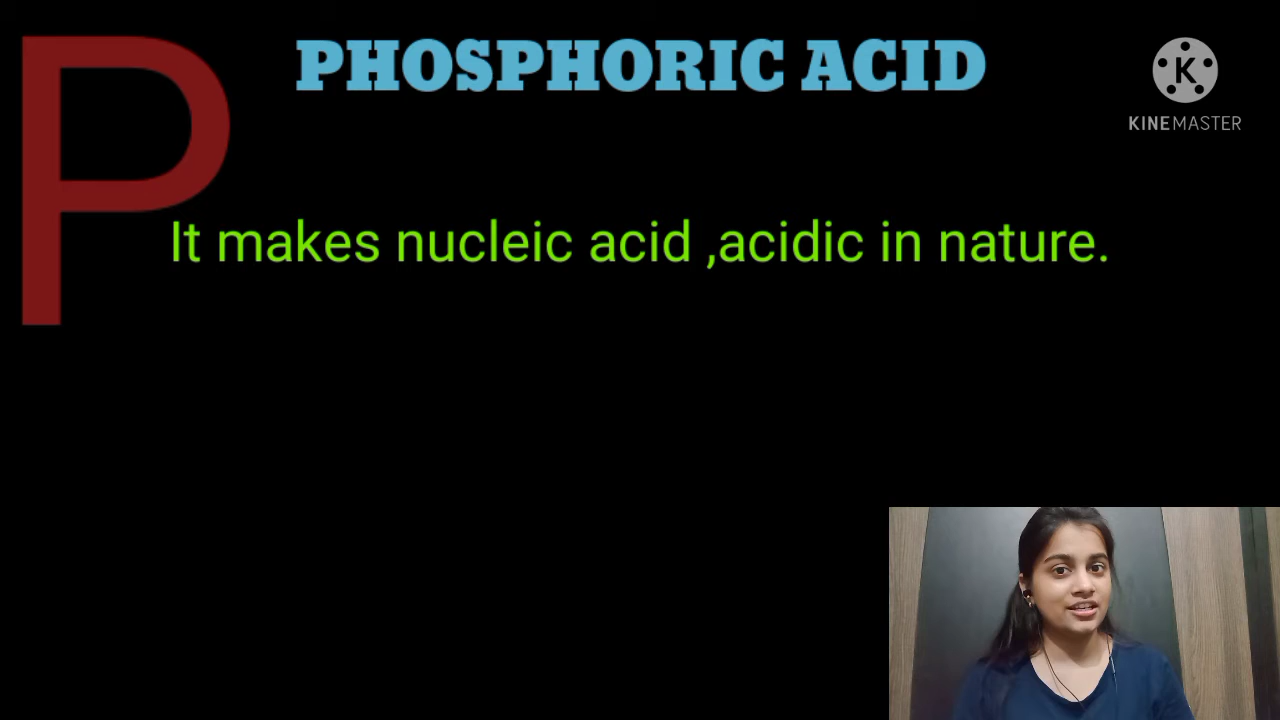 P
PHOSPHORIC ACID
K
KINEMASTER
It makes nucleic acid ,acidic in nature.